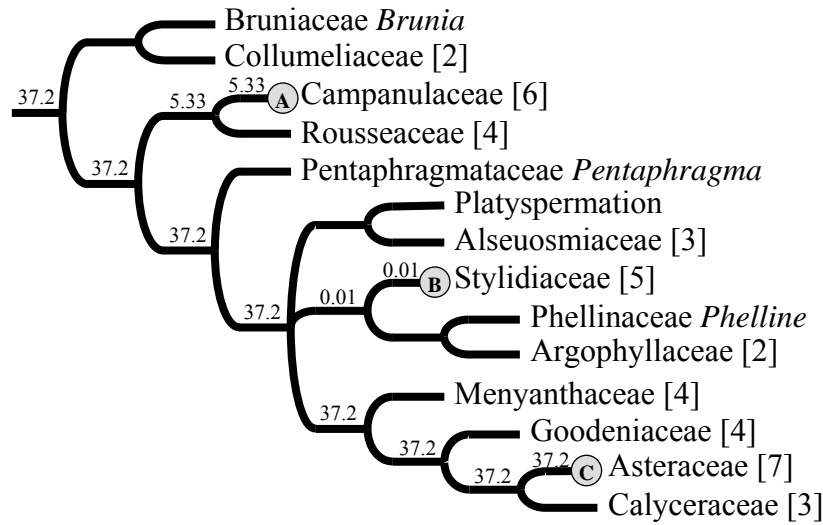 Bruniaceae Brunia
Collumeliaceae [2]
37.2
5.33
5.33
A
Campanulaceae [6]
Rousseaceae [4]
37.2
Pentaphragmataceae Pentaphragma
Platyspermation
37.2
Alseuosmiaceae [3]
0.01
B
Stylidiaceae [5]
37.2
0.01
Phellinaceae Phelline
Argophyllaceae [2]
Menyanthaceae [4]
37.2
Goodeniaceae [4]
37.2
37.2
C
Asteraceae [7]
37.2
Calyceraceae [3]